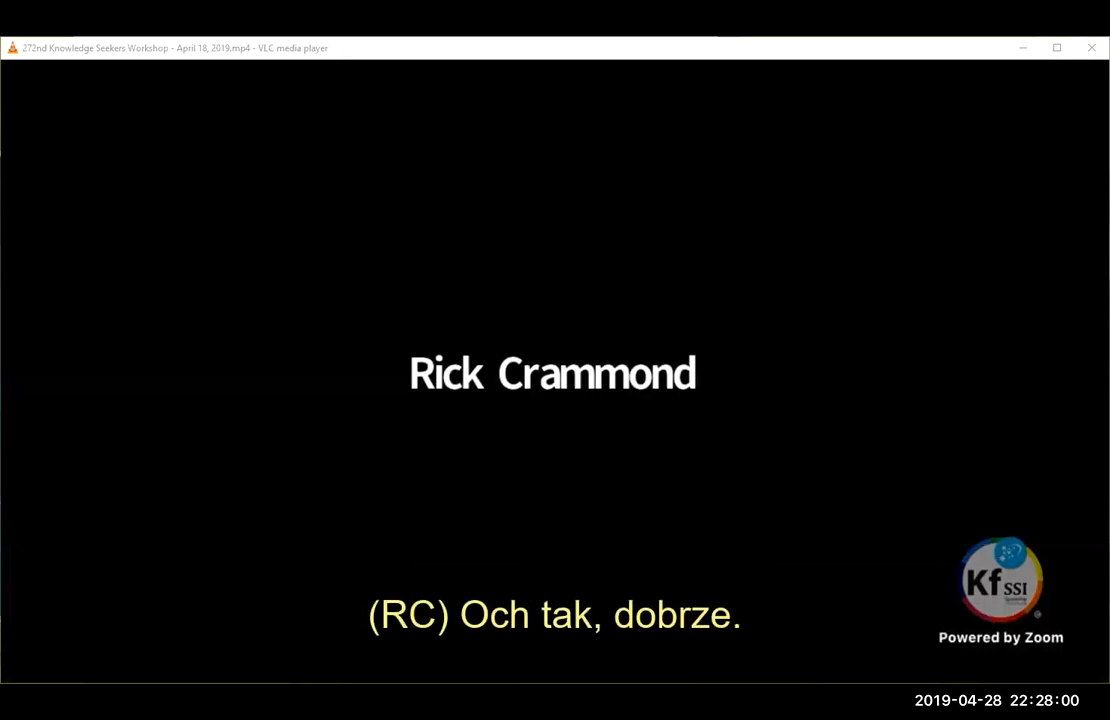 272nd Knowledge Seekers Workshop - April 18, 2019.mp4 - VLC media player
Rick Crammond
Kf SSI
(RC) Och tak, dobrze.
Powered by Zoom
2019-04-28 22:28:00